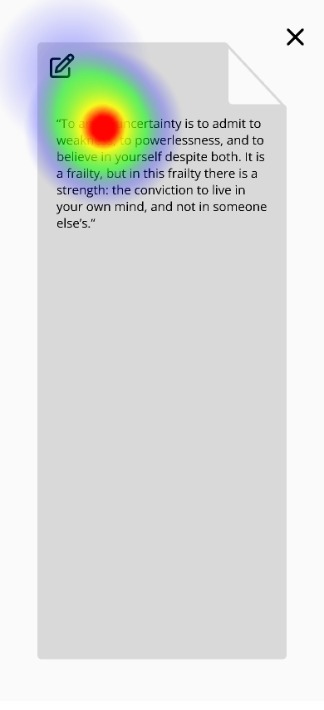 “To a ncertainty is to admit to
weak to powerlessness, and to
believe in yourself despite both. It is
a frailty, but in this frailty there is a
strength: the conviction to live in
your own mind, and not in someone
else’s.”